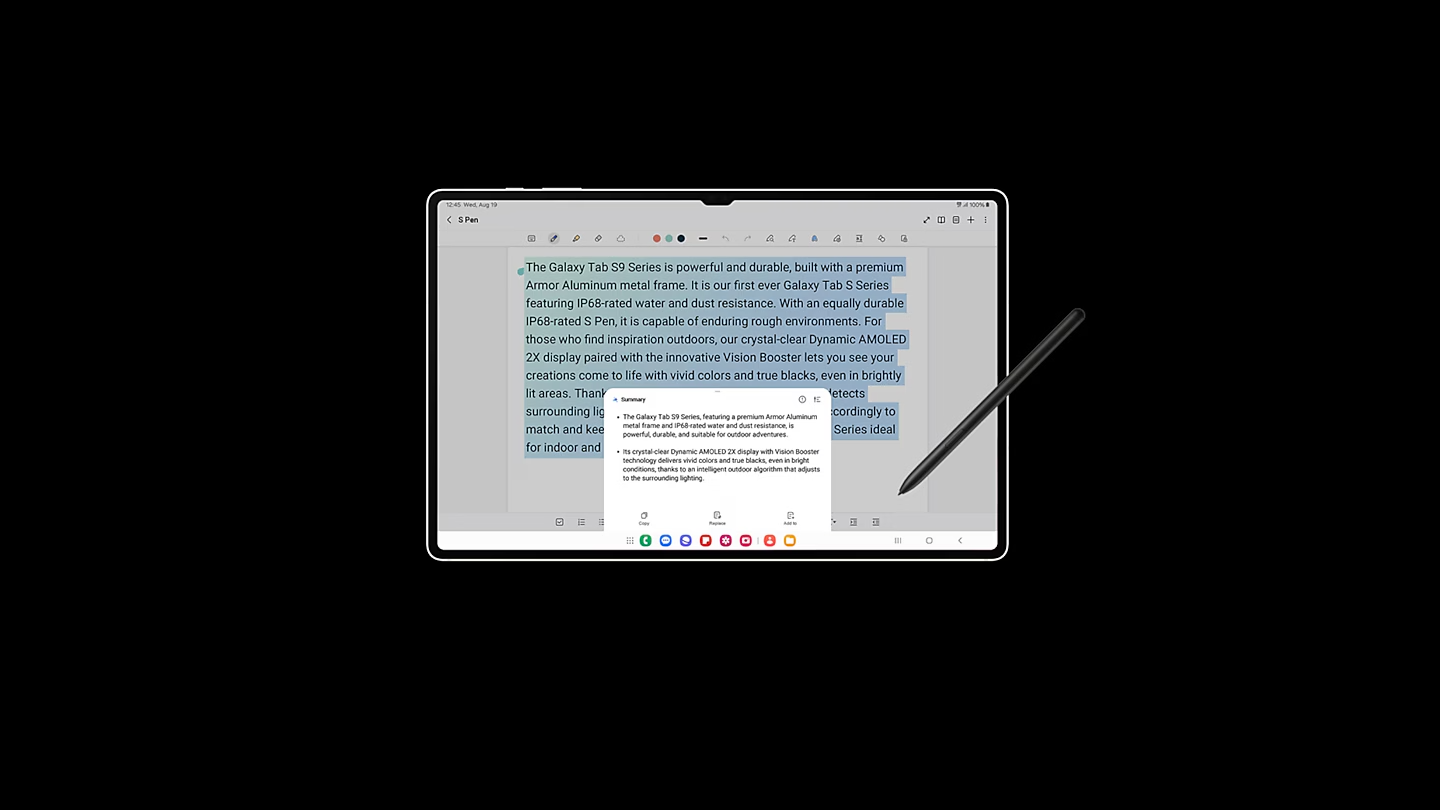 12:45 Wed, Aug 19
100%
S Pen
The Galaxy Tab S9 Series is powerful and durable, built with a premium
Armor Aluminum metal frame. It is our first ever Galaxy Tab S Series
featuring IP68-rated water and dust resistance. With an equally durable
IP68-rated S Pen, it is capable of enduring rough environments. For
those who find inspiration outdoors, our crystal-clear Dynamic AMOLED
2X display paired with the innovative Vision Booster lets you see your
creations come to life with vivid colors and true blacks, even in brightly
lit areas. Thank
surrounding lig
match and kee
for indoor and
etects
cordingly to
Series ideal
Summary
• The Galaxy Tab S9 Series, featuring a premium Armor Aluminum
metal frame and IP68-rated water and dust resistance, is
powerful, durable, and suitable for outdoor adventures.
• Its crystal-clear Dynamic AMOLED 2X display with Vision Booster
technology delivers vivid colors and true blacks, even in bright
conditions, thanks to an intelligent outdoor algorithm that adjusts
to the surrounding lighting.
Copy
Replace
Add to